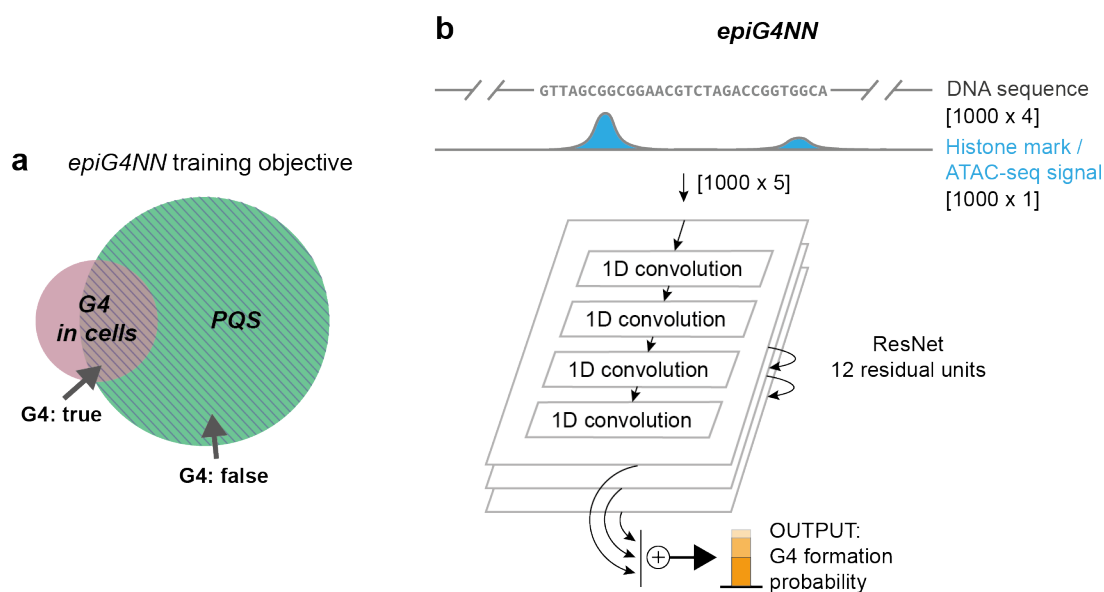 a
epiG4NN training objective
G4
in cells
PQS
G4: true
G4: false
b
epiG4NN
GTTAGCGGCGGAACGTCTAGACCGGTGGCA
DNA sequence
[1000 x 4]
Histone mark /
ATAC-seq signal
[1000 x 1]
[1000 x 5]
1D convolution
1D convolution
1D convolution
1D convolution
ResNet
12 residual units
+
OUTPUT:
G4 formation
probability